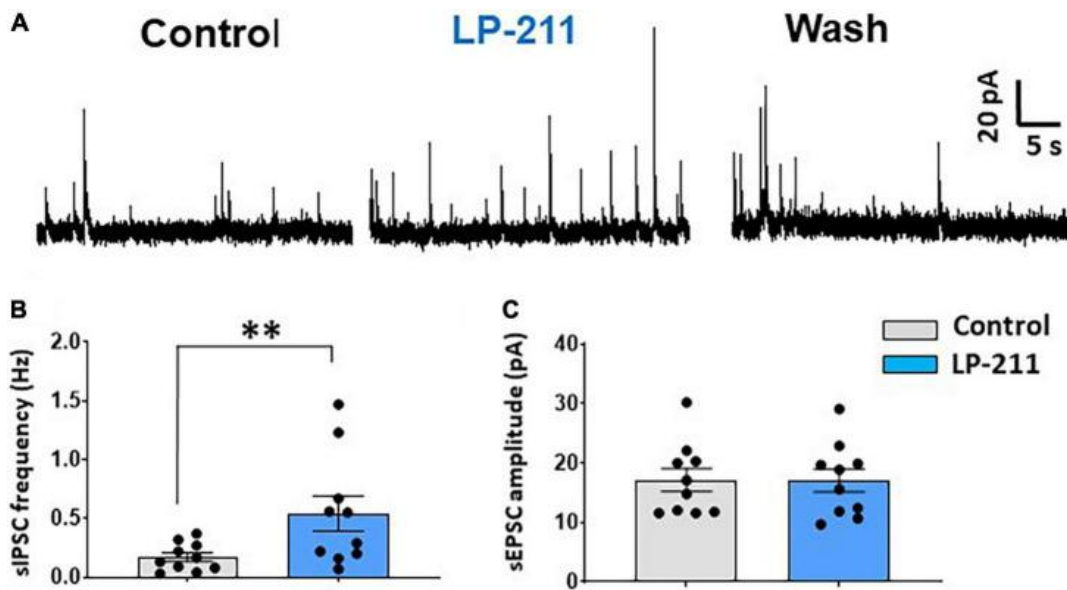 A
Control
LP-211
Wash
20 pA
5 s
B
**
sIPSC frequency (Hz)
2.0
1.5
1.0
0.5
0.0
C
Control
LP-211
sEPSC amplitude (pA)
40
30
20
10
0